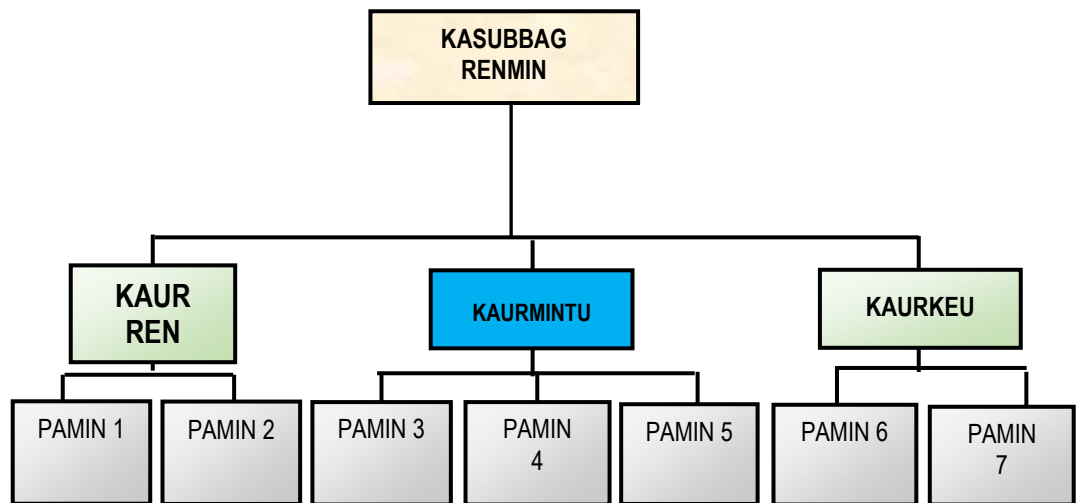 KASUBBAG
RENMIN
KAUR
REN
KAURMINTU
KAURKEU
PAMIN 1
PAMIN 2
PAMIN 3
PAMIN
4
PAMIN 5
PAMIN 6
PAMIN
7